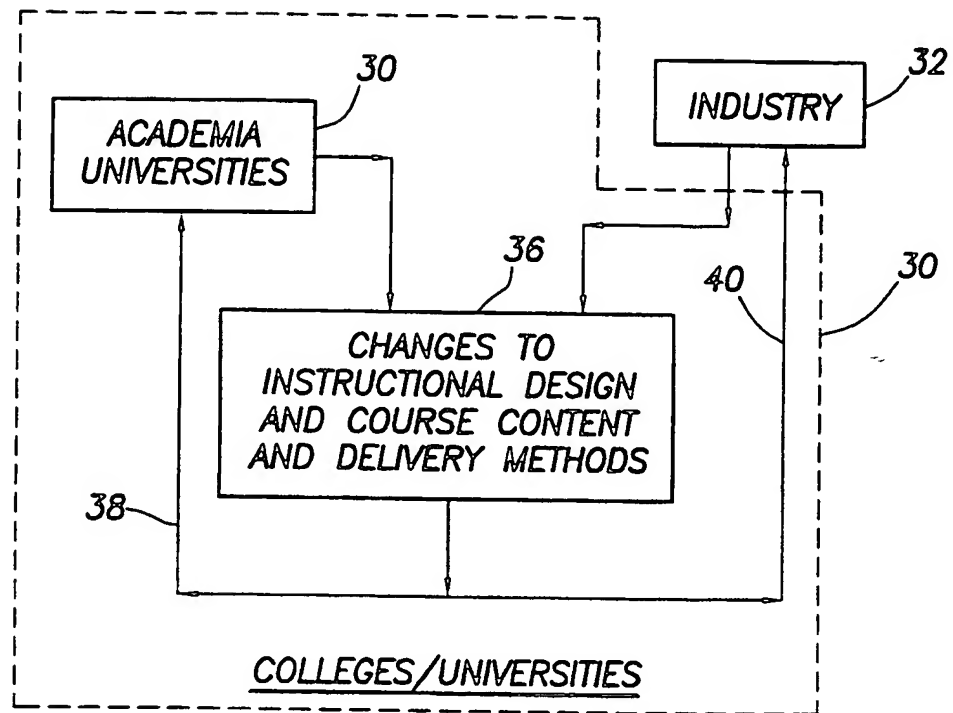 30
ACADEMIA
UNIVERSITIES
32
INDUSTRY
36
CHANGES TO
INSTRUCTIONAL DESIGN
AND COURSE CONTENT
AND DELIVERY METHODS
40
30
38
COLLEGES/UNIVERSITIES